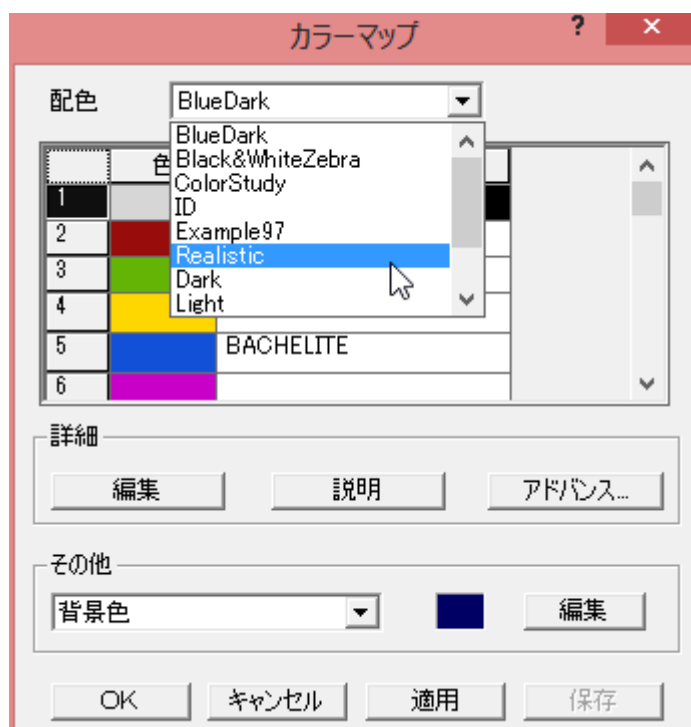 カラーマップ ? ×
配色 BlueDark
BlueDark
Black&WhiteZebra
ColorStudy
ID
Example97
Realistic
Dark
Light
1
2
3
4
5 BACHELITE
6
詳細
編集 説明 アドバンス...
その他
背景色 編集
OK キャンセル 適用 保存